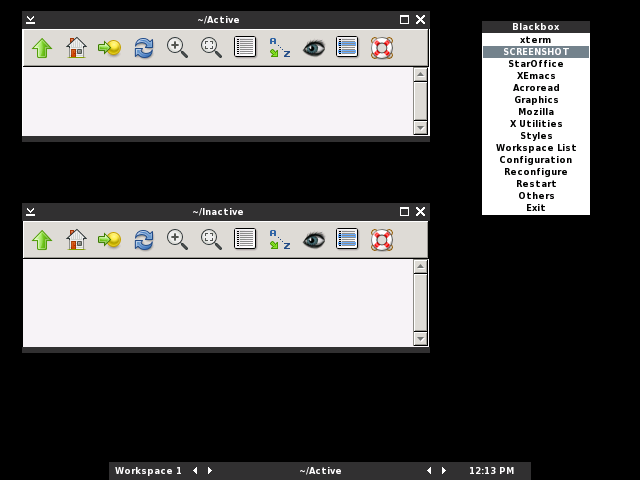 ~/Active
A
Z
~/Inactive
A
Z
Blackbox
xterm
SCREENSHOT
StarOffice
XEmacs
Acroread
Graphics
Mozilla
X Utilities
Styles
Workspace List
Configuration
Reconfigure
Restart
Others
Exit
Workspace 1
~/Active
12:13 PM